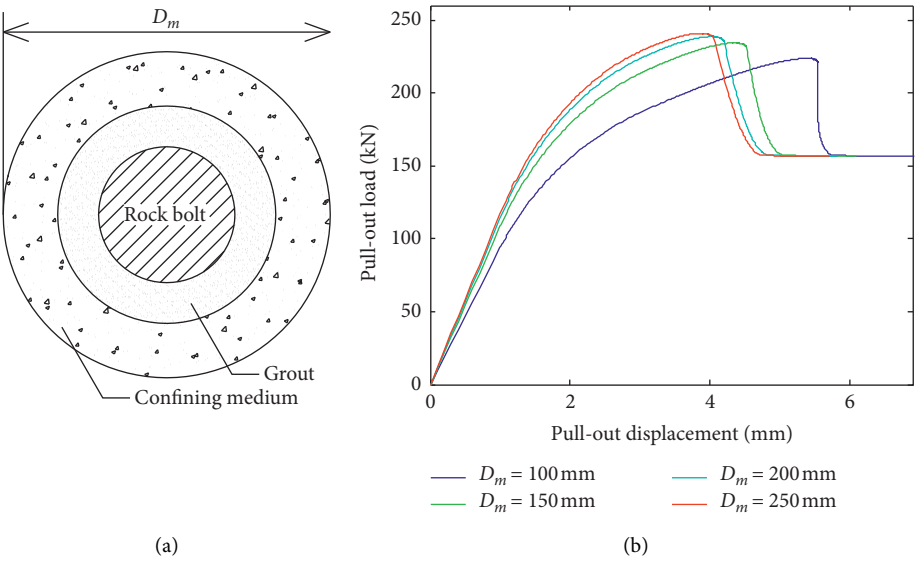 D_m
Rock bolt
Grout
Confining medium
(a)
250
200
150
100
50
0
Pull-out load (kN)
0 2 4 6
Pull-out displacement (mm)
D_m = 100 mm
D_m = 200 mm
D_m = 150 mm
D_m = 250 mm
(b)